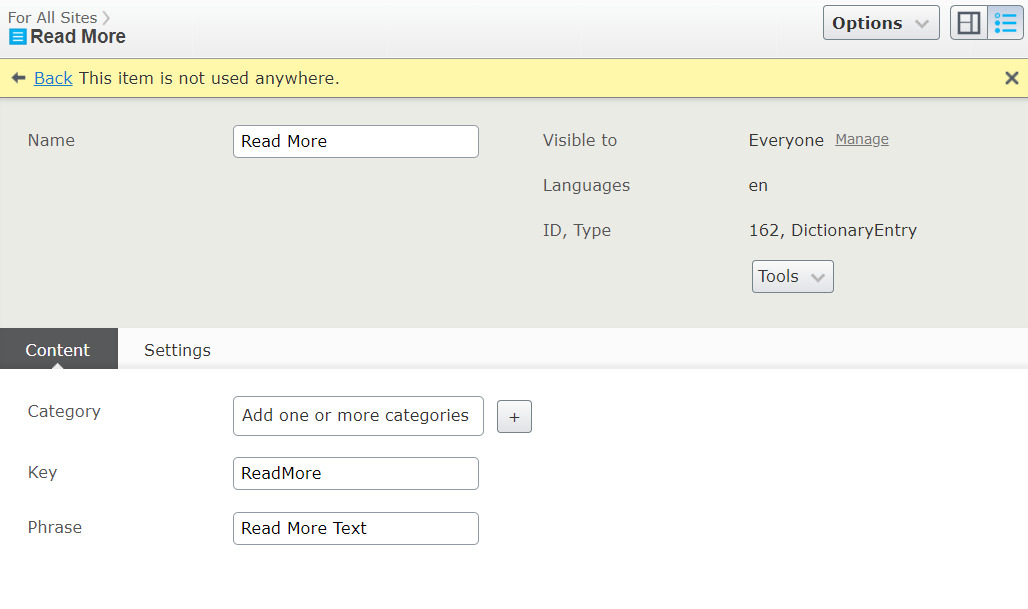 For All Sites
Read More
Options
Back This item is not used anywhere.
Name
Read More
Visible to
Everyone Manage
Languages
en
ID, Type
162, DictionaryEntry
Tools
Content
Settings
Category
Add one or more categories
+
Key
ReadMore
Phrase
Read More Text